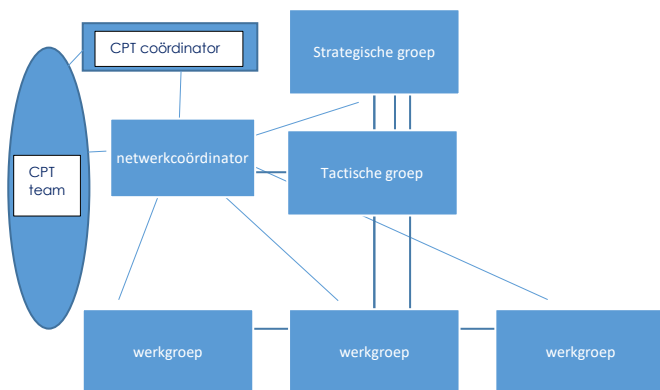 CPT coördinator
Strategische groep
netwerkcoördinator
CPT
team
Tactische groep
werkgroep
werkgroep
werkgroep